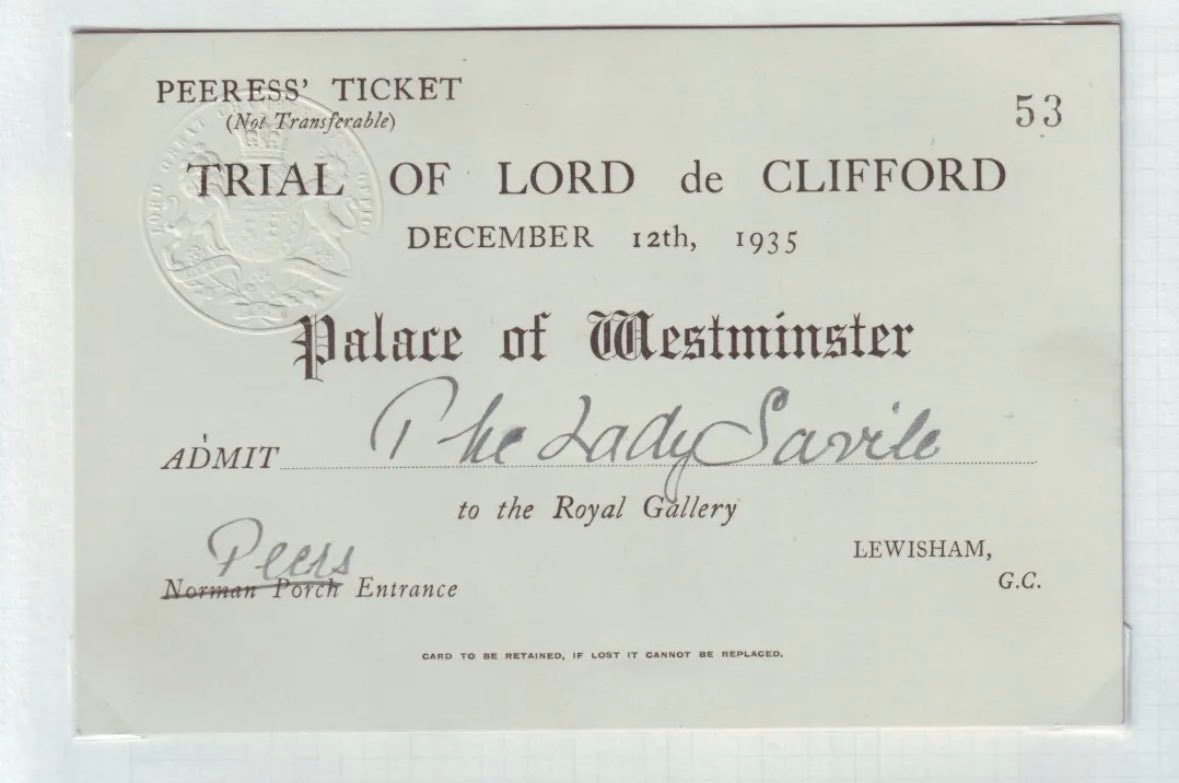 PEERESS' TICKET
(Not Transferable)
53
TRIAL OF LORD de CLIFFORD
DECEMBER 12th, 1935
Palace of Westminster
ADMIT The Lady Savile
to the Royal Gallery
LEWISHAM,
G.C.
Peers
Norman Porch Entrance
CARD TO BE RETAINED, IF LOST IT CANNOT BE REPLACED.